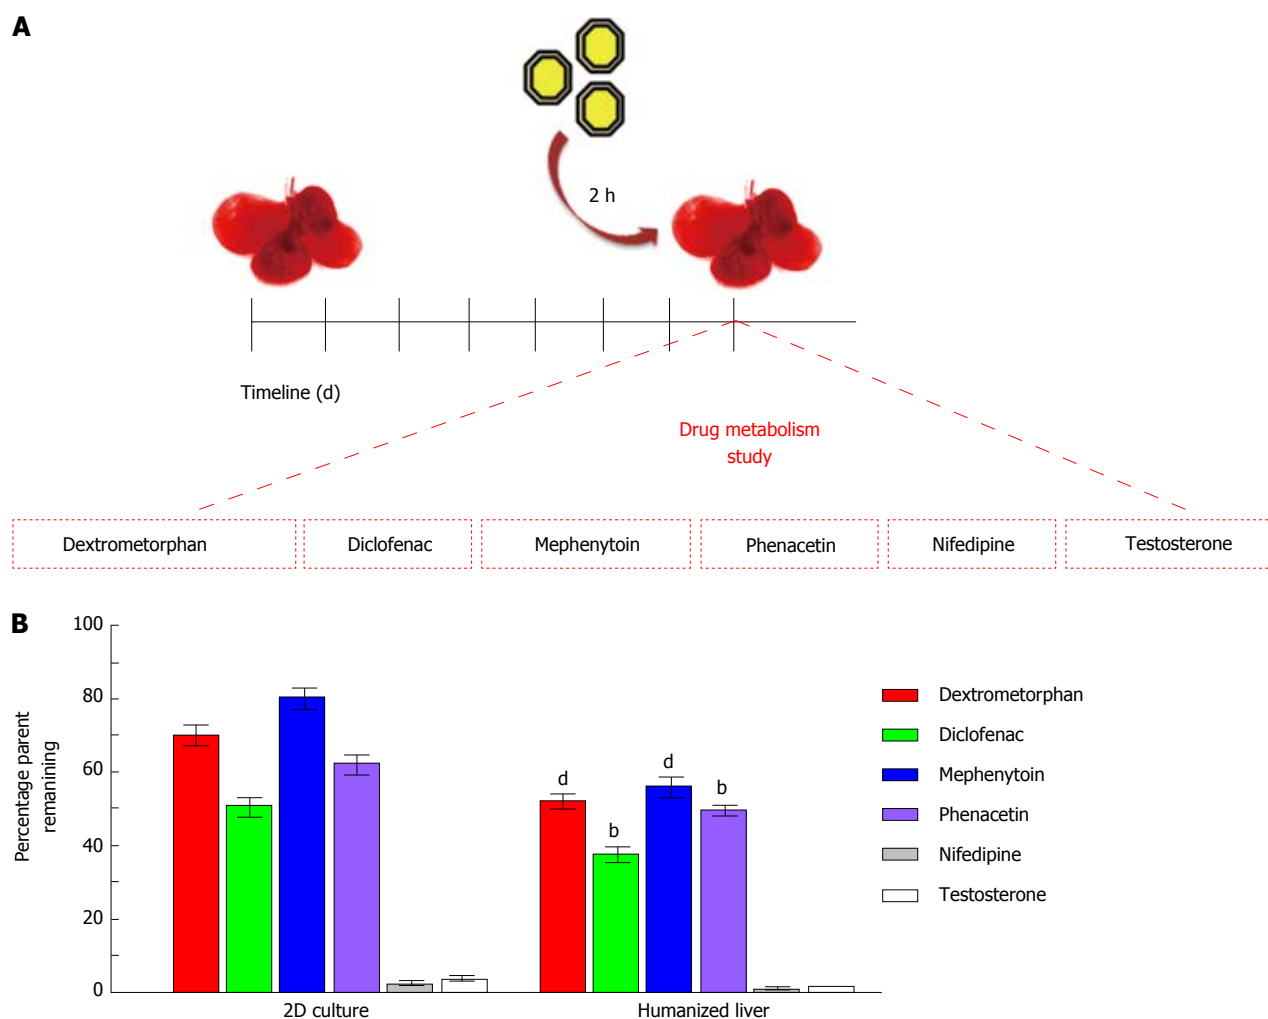 A
2 h
Timeline (d)
Drug metabolism
study
Dextrometorphan
Diclofenac
Mephenytoin
Phenacetin
Nifedipine
Testosterone
B
Percentage parent
remanining
100
80
60
40
20
0
d
b
d
b
2D culture
Humanized liver
Dextrometorphan
Diclofenac
Mephenytoin
Phenacetin
Nifedipine
Testosterone